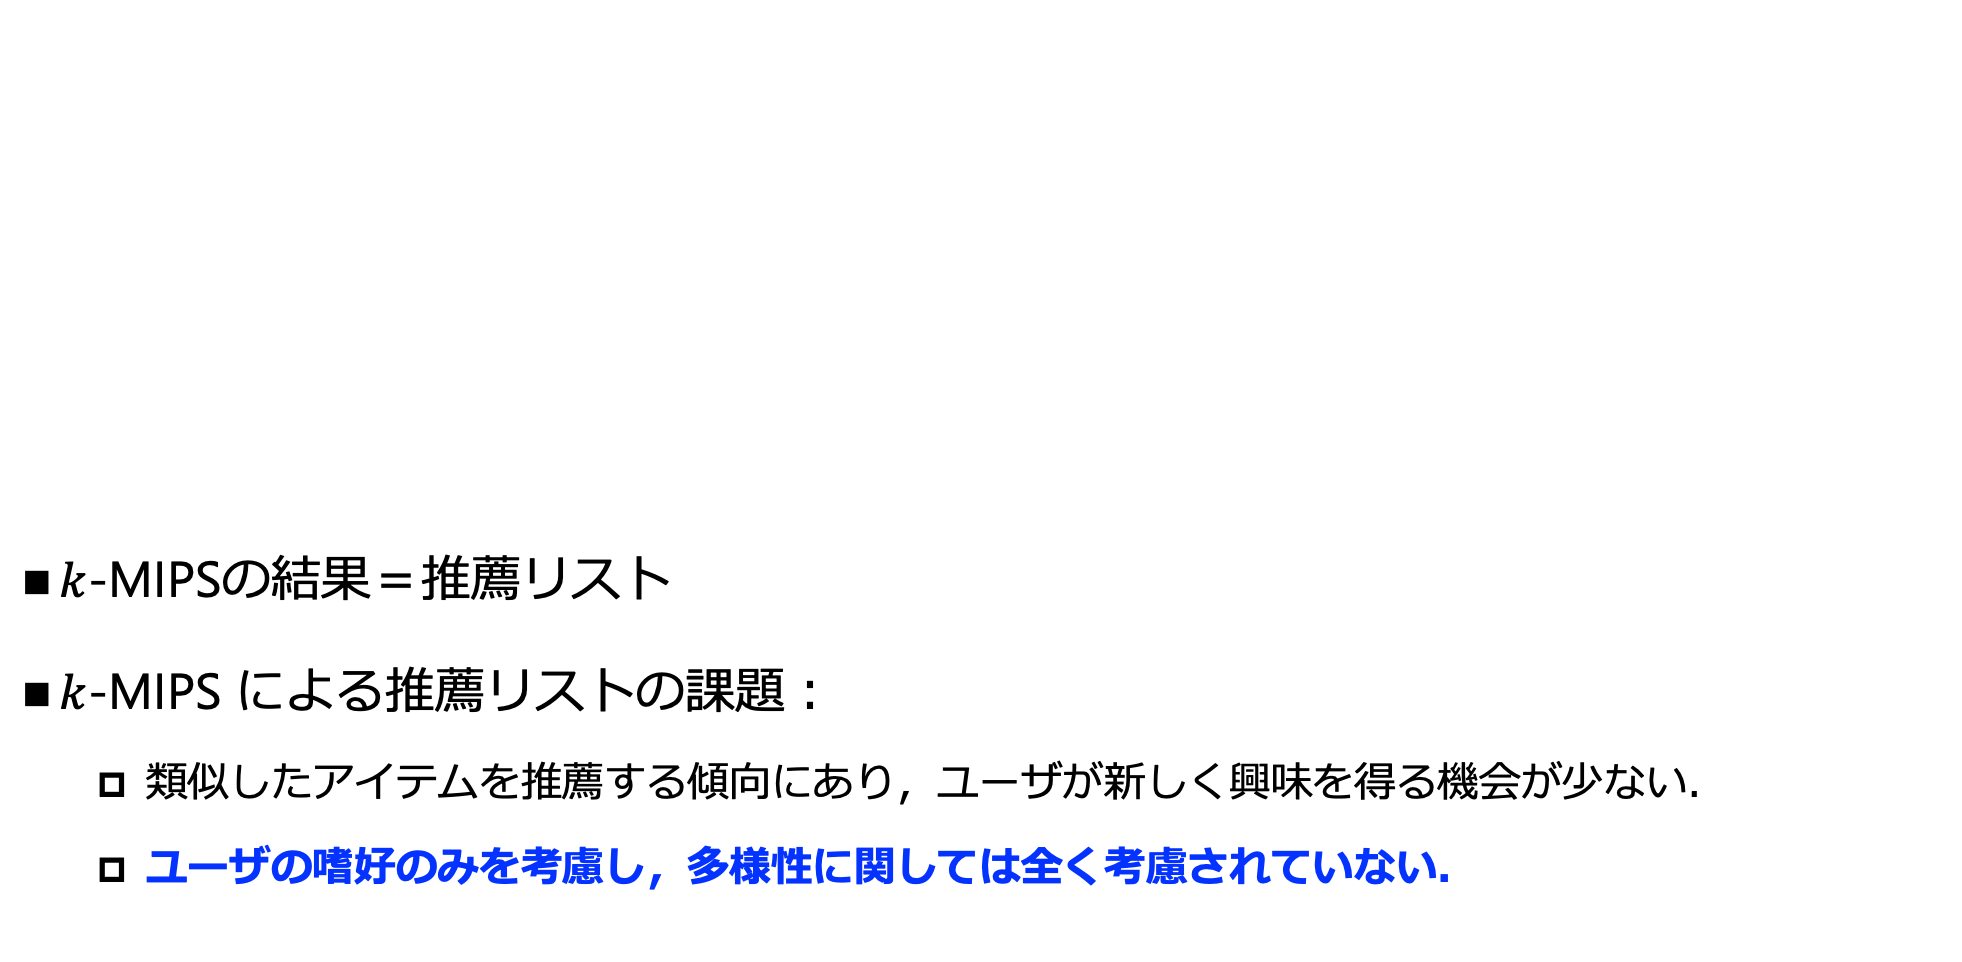 ■ k-MIPSの結果＝推薦リスト
■ k-MIPS による推薦リストの課題：
類似したアイテムを推薦する傾向にあり，ユーザが新しく興味を得る機会が少ない．
ユーザの嗜好のみを考慮し，多様性に関しては全く考慮されていない．